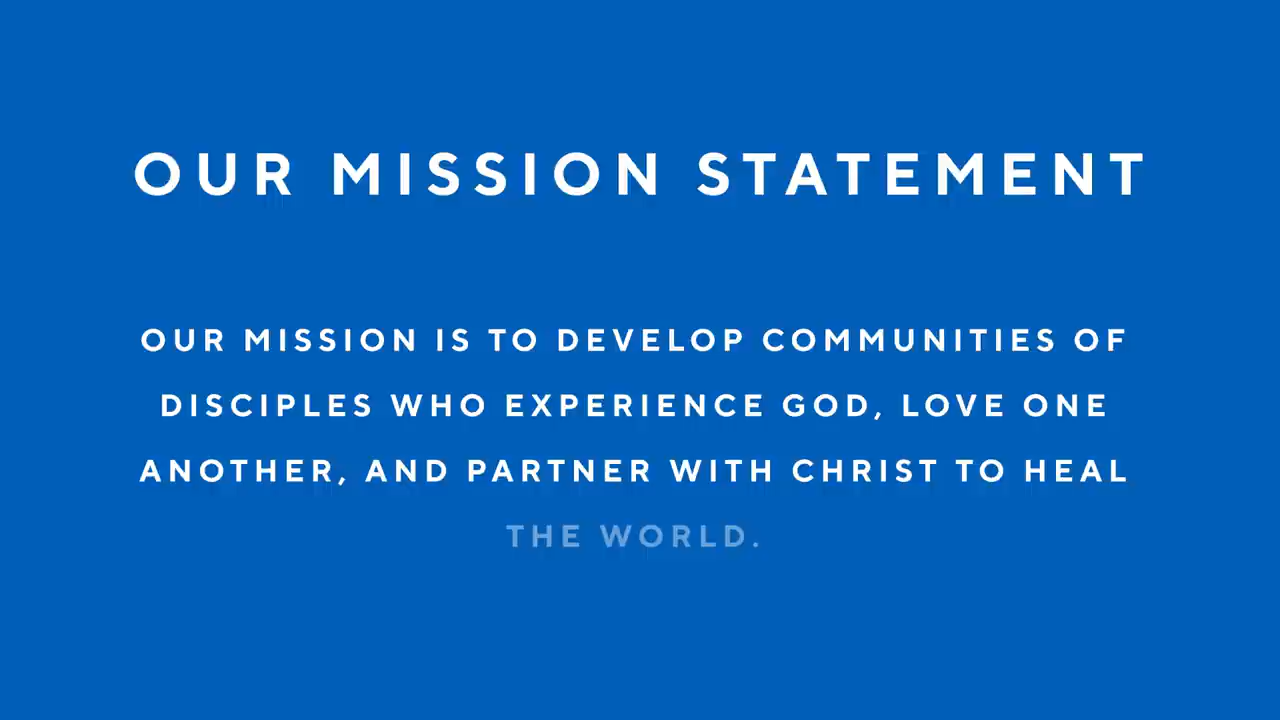 OUR MISSION STATEMENT
OUR MISSION IS TO DEVELOP COMMUNITIES OF
DISCIPLES WHO EXPERIENCE GOD, LOVE ONE
ANOTHER, AND PARTNER WITH CHRIST TO HEAL
THE WORLD.